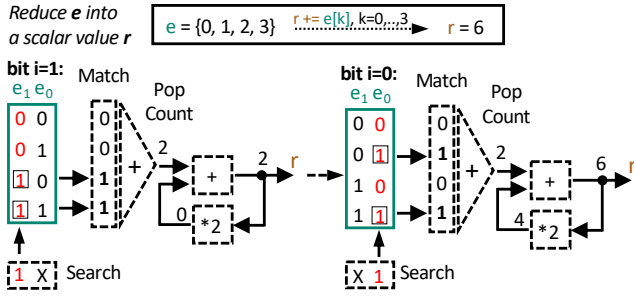 Reduce e into
a scalar value r
e = {0, 1, 2, 3} r += e[k], k=0,..,3 r = 6
bit i=1:
Match
Pop
Count
e1 e0
0 0
0 1
1 0
1 1
0
0
1
1
+
2
+
2
r
0
*2
1 X
Search
bit i=0:
Match
Pop
Count
e1 e0
0 0
0 1
1 0
1 1
0
1
0
1
+
2
+
6
r
4
*2
X 1
Search